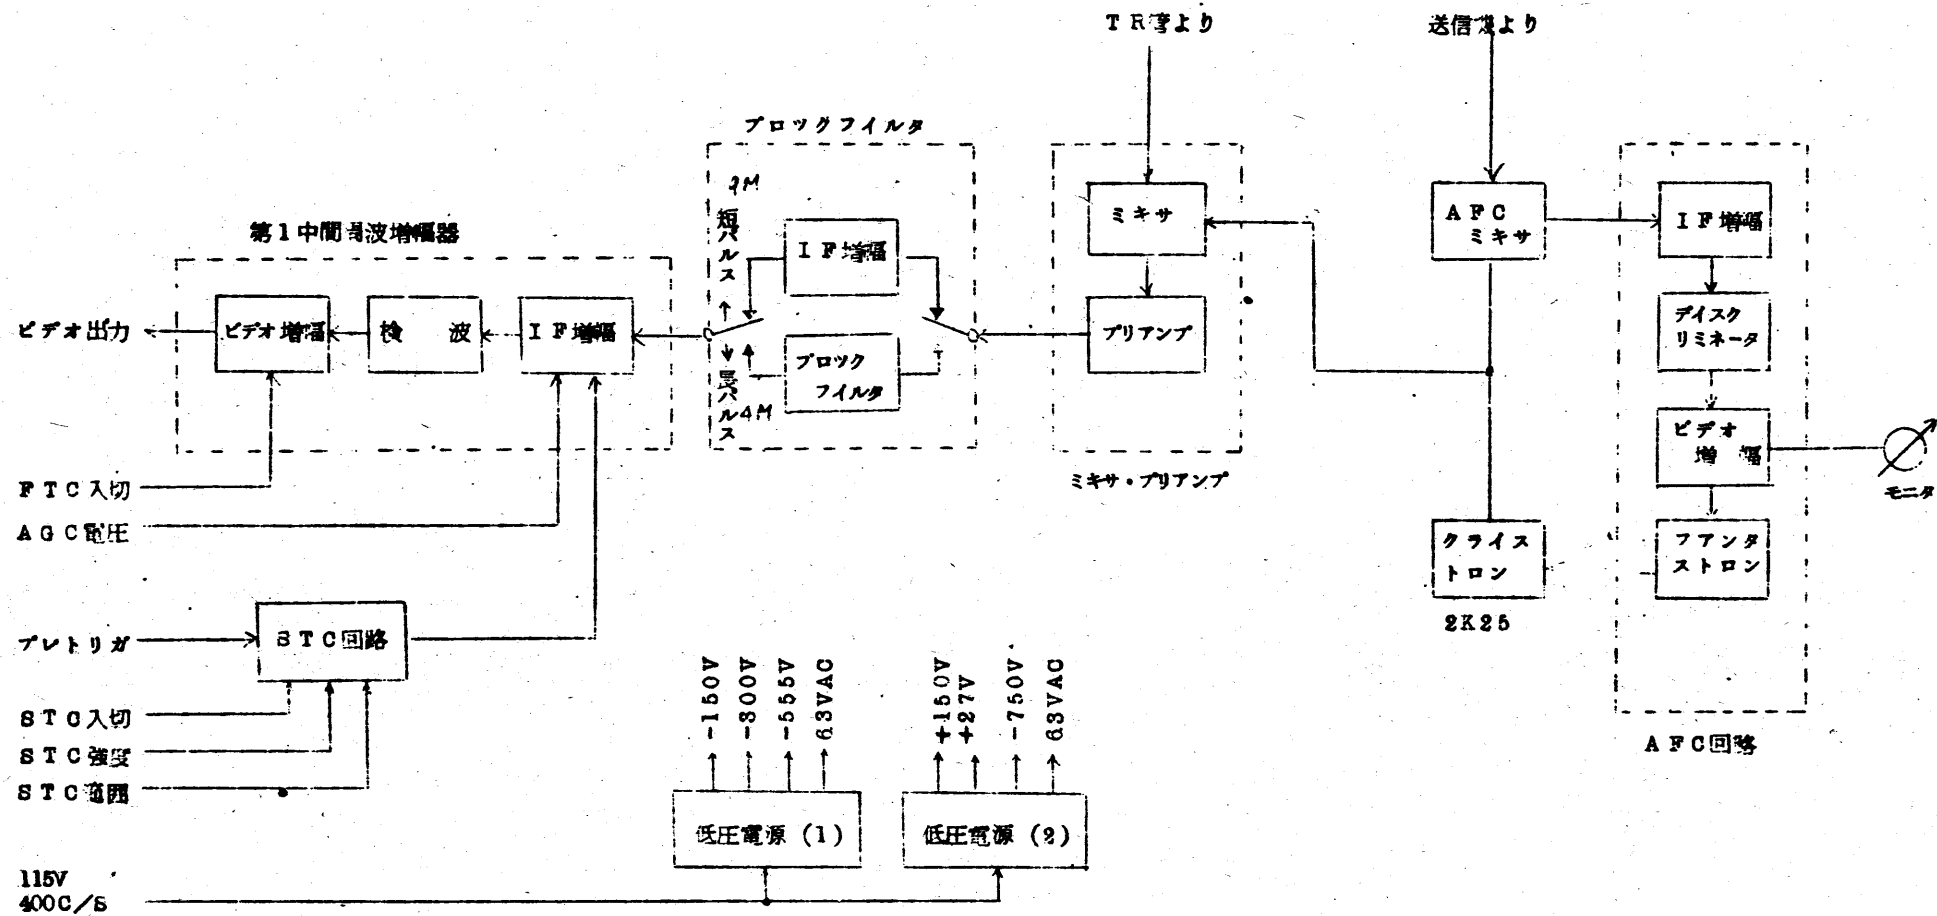 TR管より
送信機より
ブロックフイルタ
2M
短パルス
IF増幅
ブロック
フイルタ
長パルス
4M
ミキサ
プリアンプ
ミキサ・プリアンプ
AFC
ミキサ
IF増幅
デイスク
リミネータ
ビデオ
増幅
フアンタ
ストロン
AFC回路
モニタ
クライス
トロン
2K25
第1中間周波増幅器
ビデオ出力
ビデオ増幅
検波
IF増幅
FTC入切
AGC電圧
プレトリガ
STC回路
STC入切
STC強度
STC範囲
-150V
-300V
-555V
6.3VAC
+150V
+27V
-750V
6.3VAC
低圧電源(1)
低圧電源(2)
115V
400C/S